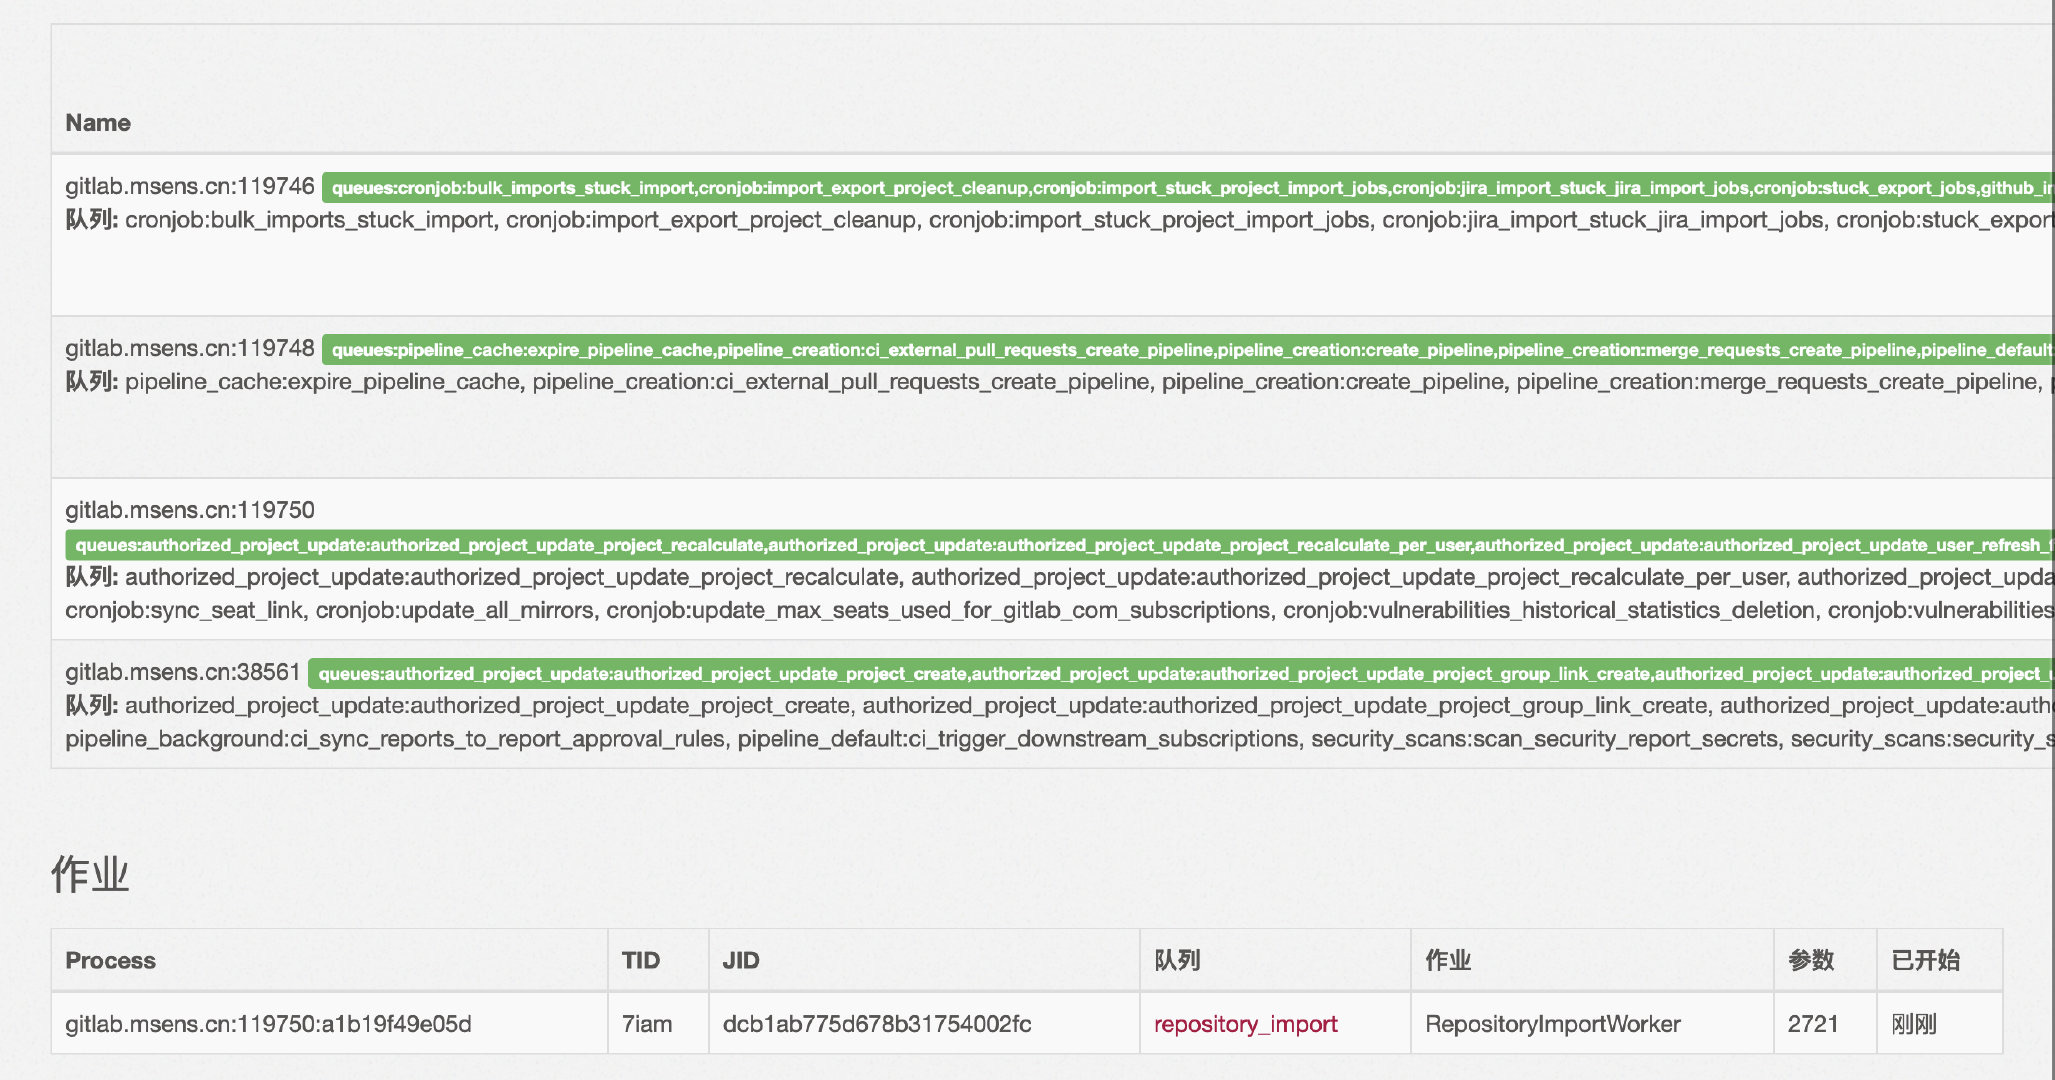 Name
gitlab.msens.cn:119746 queues:cronjob:bulk_imports_stuck_import,cronjob:import_export_project_cleanup,cronjob:import_stuck_project_import_jobs,cronjob:jira_import_stuck_jira_import_jobs,cronjob:stuck_export_jobs,github_i
队列: cronjob:bulk_imports_stuck_import, cronjob:import_export_project_cleanup, cronjob:import_stuck_project_import_jobs, cronjob:jira_import_stuck_jira_import_jobs, cronjob:stuck_export
gitlab.msens.cn:119748 queues:pipeline_cache:expire_pipeline_cache,pipeline_creation:ci_external_pull_requests_create_pipeline,pipeline_creation:create_pipeline,pipeline_creation:merge_requests_create_pipeline,pipeline_default:
队列: pipeline_cache:expire_pipeline_cache, pipeline_creation:ci_external_pull_requests_create_pipeline, pipeline_creation:create_pipeline, pipeline_creation:merge_requests_create_pipeline,
gitlab.msens.cn:119750
queues:authorized_project_update:authorized_project_update_project_recalculate,authorized_project_update:authorized_project_update_project_recalculate_per_user,authorized_project_update:authorized_project_update_user_refresh_f
队列: authorized_project_update:authorized_project_update_project_recalculate, authorized_project_update:authorized_project_update_project_recalculate_per_user, authorized_project_upda
cronjob:sync_seat_link, cronjob:update_all_mirrors, cronjob:update_max_seats_used_for_gitlab_com_subscriptions, cronjob:vulnerabilities_historical_statistics_deletion, cronjob:vulnerabilities
gitlab.msens.cn:38561 queues:authorized_project_update:authorized_project_update_project_create,authorized_project_update:authorized_project_update_project_group_link_create,authorized_project_update:authorized_project_u
队列: authorized_project_update:authorized_project_update_project_create, authorized_project_update:authorized_project_update_project_group_link_create, authorized_project_update:autho
pipeline_background:ci_sync_reports_to_report_approval_rules, pipeline_default:ci_trigger_downstream_subscriptions, security_scans:scan_security_report_secrets, security_scans:security_s
作业
Process TID JID 队列 作业 参数 已开始
gitlab.msens.cn:119750:a1b19f49e05d 7iam dcb1ab775d678b31754002fc repository_import RepositoryImportWorker 2721 刚刚